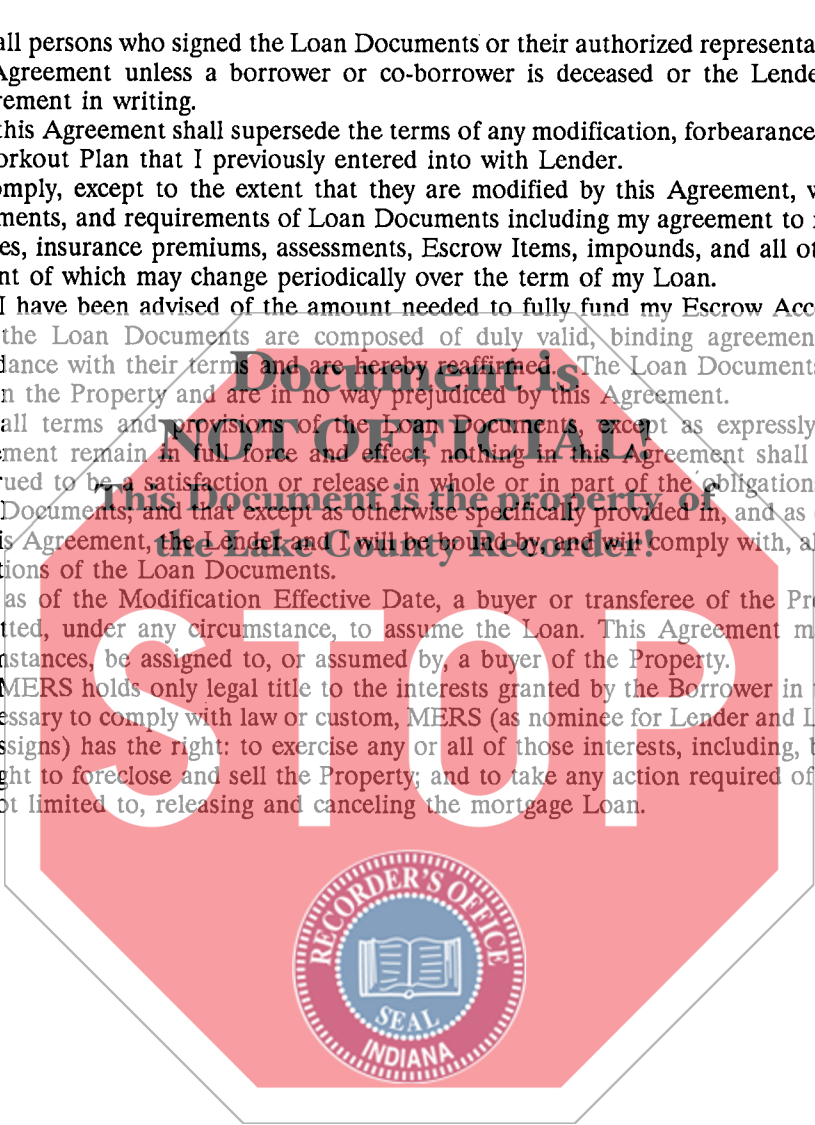 all persons who signed the Loan Documents or their authorized representa
Agreement unless a borrower or co-borrower is deceased or the Lende
rement in writing.
this Agreement shall supersede the terms of any modification, forbearance
orkout Plan that I previously entered into with Lender.
omply, except to the extent that they are modified by this Agreement, w
ments, and requirements of Loan Documents including my agreement to
es, insurance premiums, assessments, Escrow Items, impounds, and all ot
nt of which may change periodically over the term of my Loan.
I have been advised of the amount needed to fully fund my Escrow Acc
the Loan Documents are composed of duly valid, binding agreemen
dance with their terms and are hereby reaffirmed. The Loan Documents
n the Property and are in no way prejudiced by this Agreement.
all terms and provisions of the Loan Documents, except as expressly
ment remain in full force and effect; nothing in this Agreement shall
rued to be a satisfaction or release in whole or in part of the obligation
Documents; and that except as otherwise specifically provided in, and as
is Agreement, the Lender and I will be bound by, and will comply with, a
tions of the Loan Documents.
as of the Modification Effective Date, a buyer or transferee of the Pr
tted, under any circumstance, to assume the Loan. This Agreement m
nstances, be assigned to, or assumed by, a buyer of the Property.
MERS holds only legal title to the interests granted by the Borrower in
essary to comply with law or custom, MERS (as nominee for Lender and L
ssigns) has the right: to exercise any or all of those interests, including, b
ght to foreclose and sell the Property; and to take any action required of
ot limited to, releasing and canceling the mortgage Loan.
Document is
NOT OFFICIAL!
This Document is the property of
the Lake County Recorder!
STOP
RECORDER'S OFFICE
SEAL
INDIANA